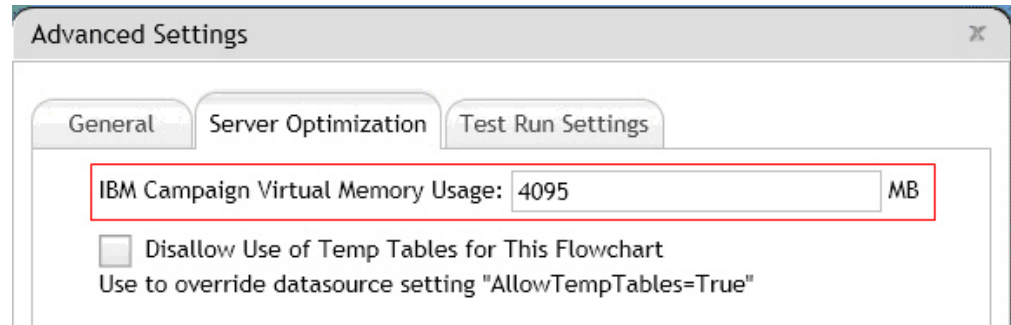 Advanced Settings x
General Server Optimization Test Run Settings
IBM Campaign Virtual Memory Usage: 4095 MB
Disallow Use of Temp Tables for This Flowchart
Use to override datasource setting "AllowTempTables=True"